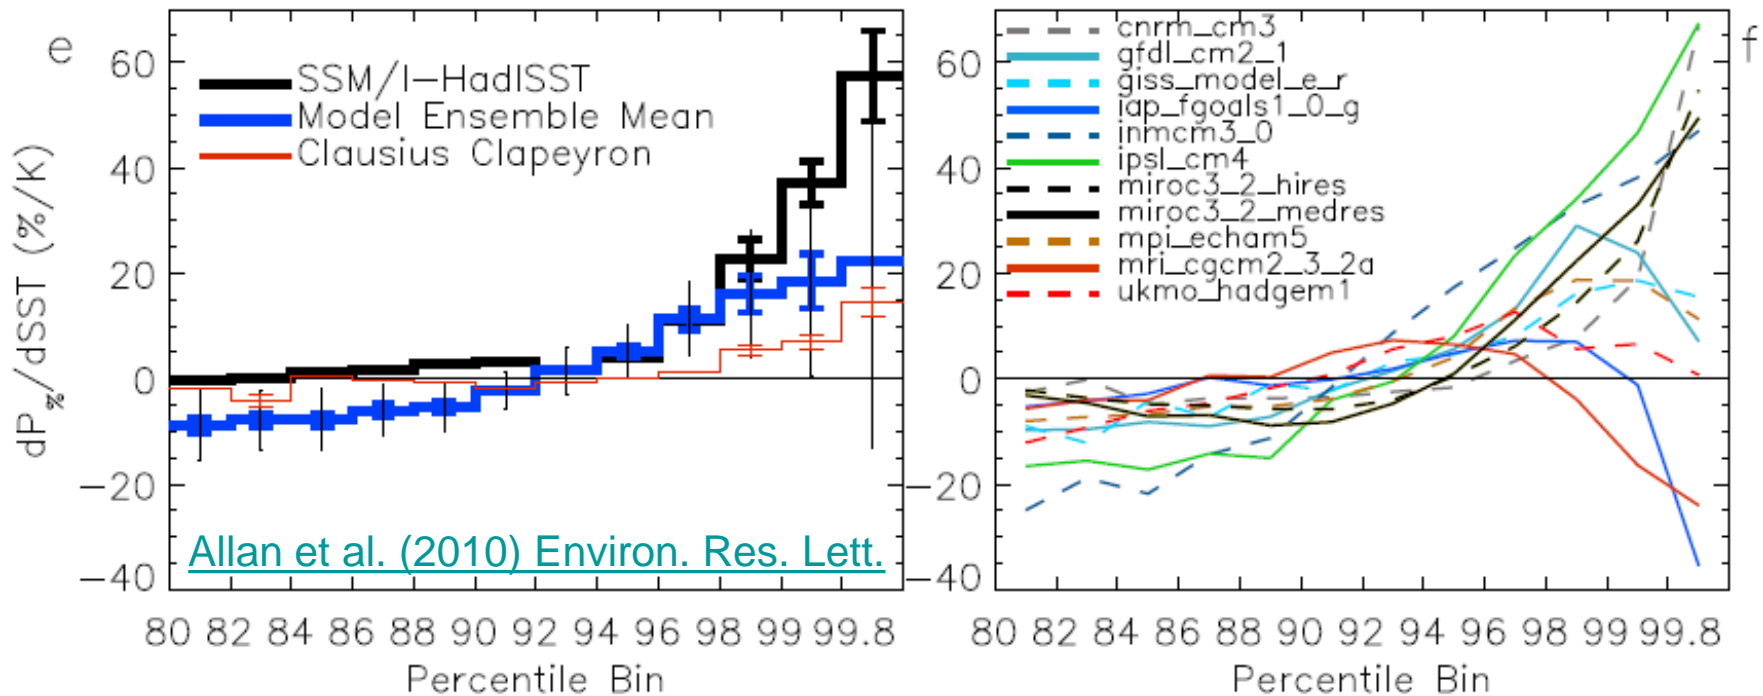 e
SSM/I-HadISST
Model Ensemble Mean
Clausius Clapeyron
dP%/dSST (%/K)
60
40
20
0
-20
-40
Allan et al. (2010) Environ. Res. Lett.
80 82 84 86 88 90 92 94 96 98 99 99.8
Percentile Bin
f
cnrm_cm3
gfdl_cm2_1
giss_model_e_r
iap_fgoals1_0_g
inmcm3_0
ipsl_cm4
miroc3_2_hires
miroc3_2_medres
mpi_echam5
mri_cgcm2_3_2a
ukmo_hadgem1
60
40
20
0
-20
-40
80 82 84 86 88 90 92 94 96 98 99 99.8
Percentile Bin